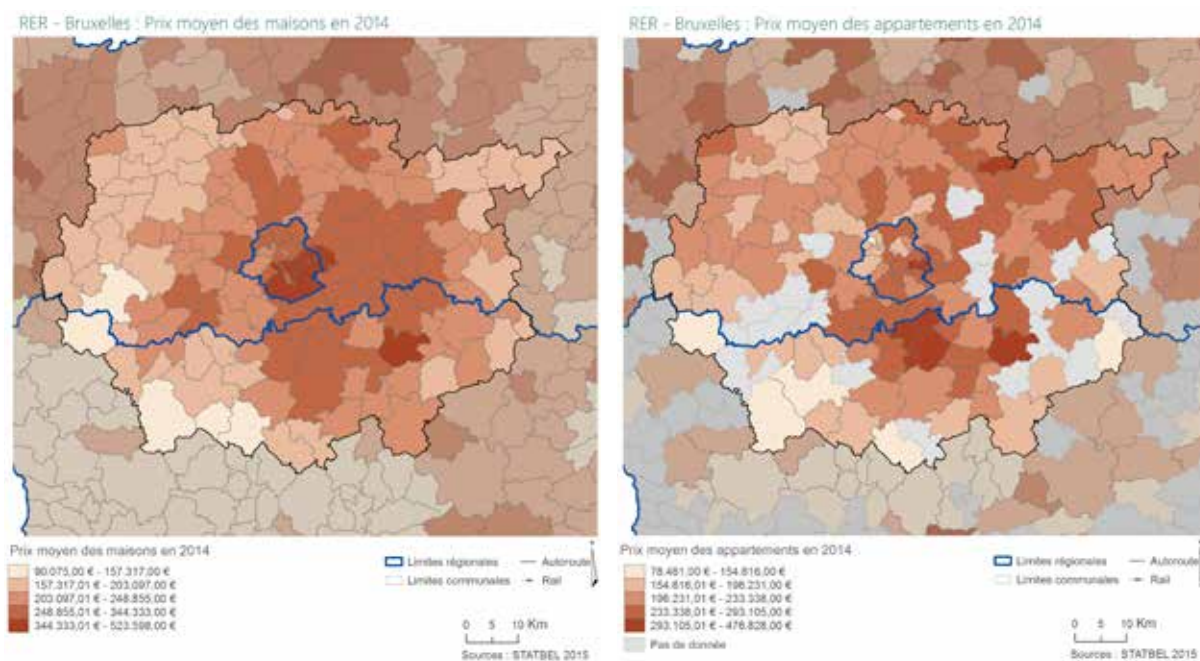 RER - Bruxelles : Prix moyen des maisons en 2014
Prix moyen des maisons en 2014
90.075,00 € - 157.317,00 €
157.317,01 € - 203.097,00 €
203.097,01 € - 248.855,00 €
248.855,01 € - 344.333,00 €
344.333,01 € - 523.598,00 €
Limites régionales
Autoroute
Limites communales
Rail
0 5 10 Km
Sources : STATBEL 2015
RER - Bruxelles : Prix moyen des appartements en 2014
Prix moyen des appartements en 2014
78.481,00 € - 154.816,00 €
154.816,01 € - 196.231,00 €
196.231,01 € - 233.338,00 €
233.338,01 € - 293.105,00 €
293.105,01 € - 476.828,00 €
Pas de donnée
Limites régionales
Autoroute
Limites communales
Rail
0 5 10 Km
Sources : STATBEL 2015